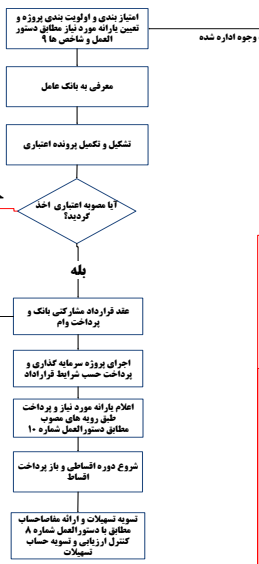 امتیاز بندی و اولویت بندی پروژه و
تعیین یارانه مورد نیاز مطابق دستور
العمل و شاخص ها ۹
وجوه اداره شده
معرفی به بانک عامل
تشکیل و تکمیل پرونده اعتباری
آیا مصوبه اعتباری اخذ
گردید؟
بله
عقد قرارداد مشارکتی بانک و
پرداخت وام
اجرای پروژه سرمایه گذاری و
پرداخت حسب شرایط قراراداد
اعلام یارانه مورد نیاز و پرداخت
طبق رویه های مصوب
مطابق دستورالعمل شماره ۱۰
شروع دوره اقساطی و باز پرداخت
اقساط
تسویه تسهیلات و ارائه مفاصاحساب
مطابق با دستورالعمل شماره ۸
کنترل ارزیابی و تسویه حساب
تسهیلات